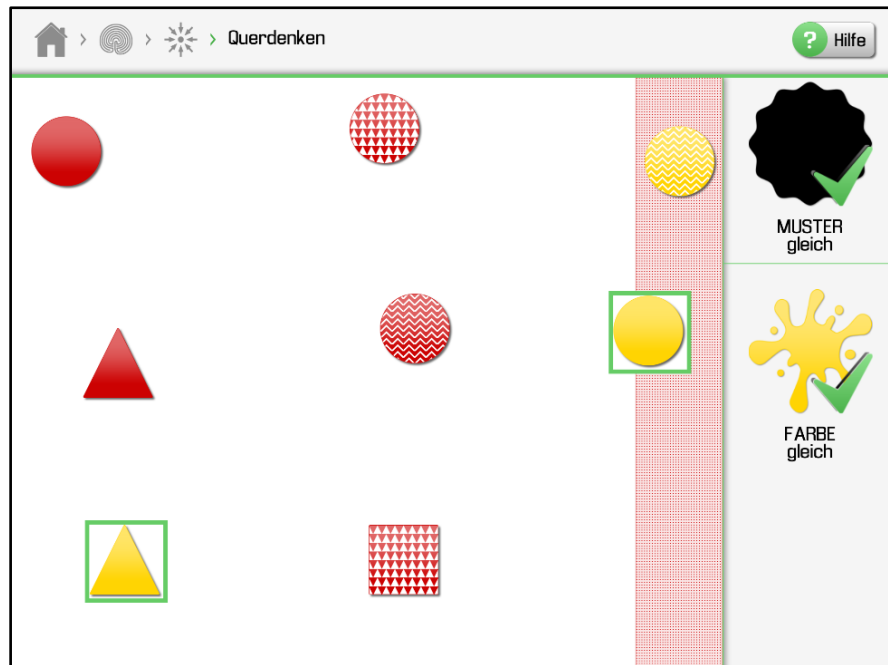 Querdenken
? Hilfe
MUSTER
gleich
FARBE
gleich